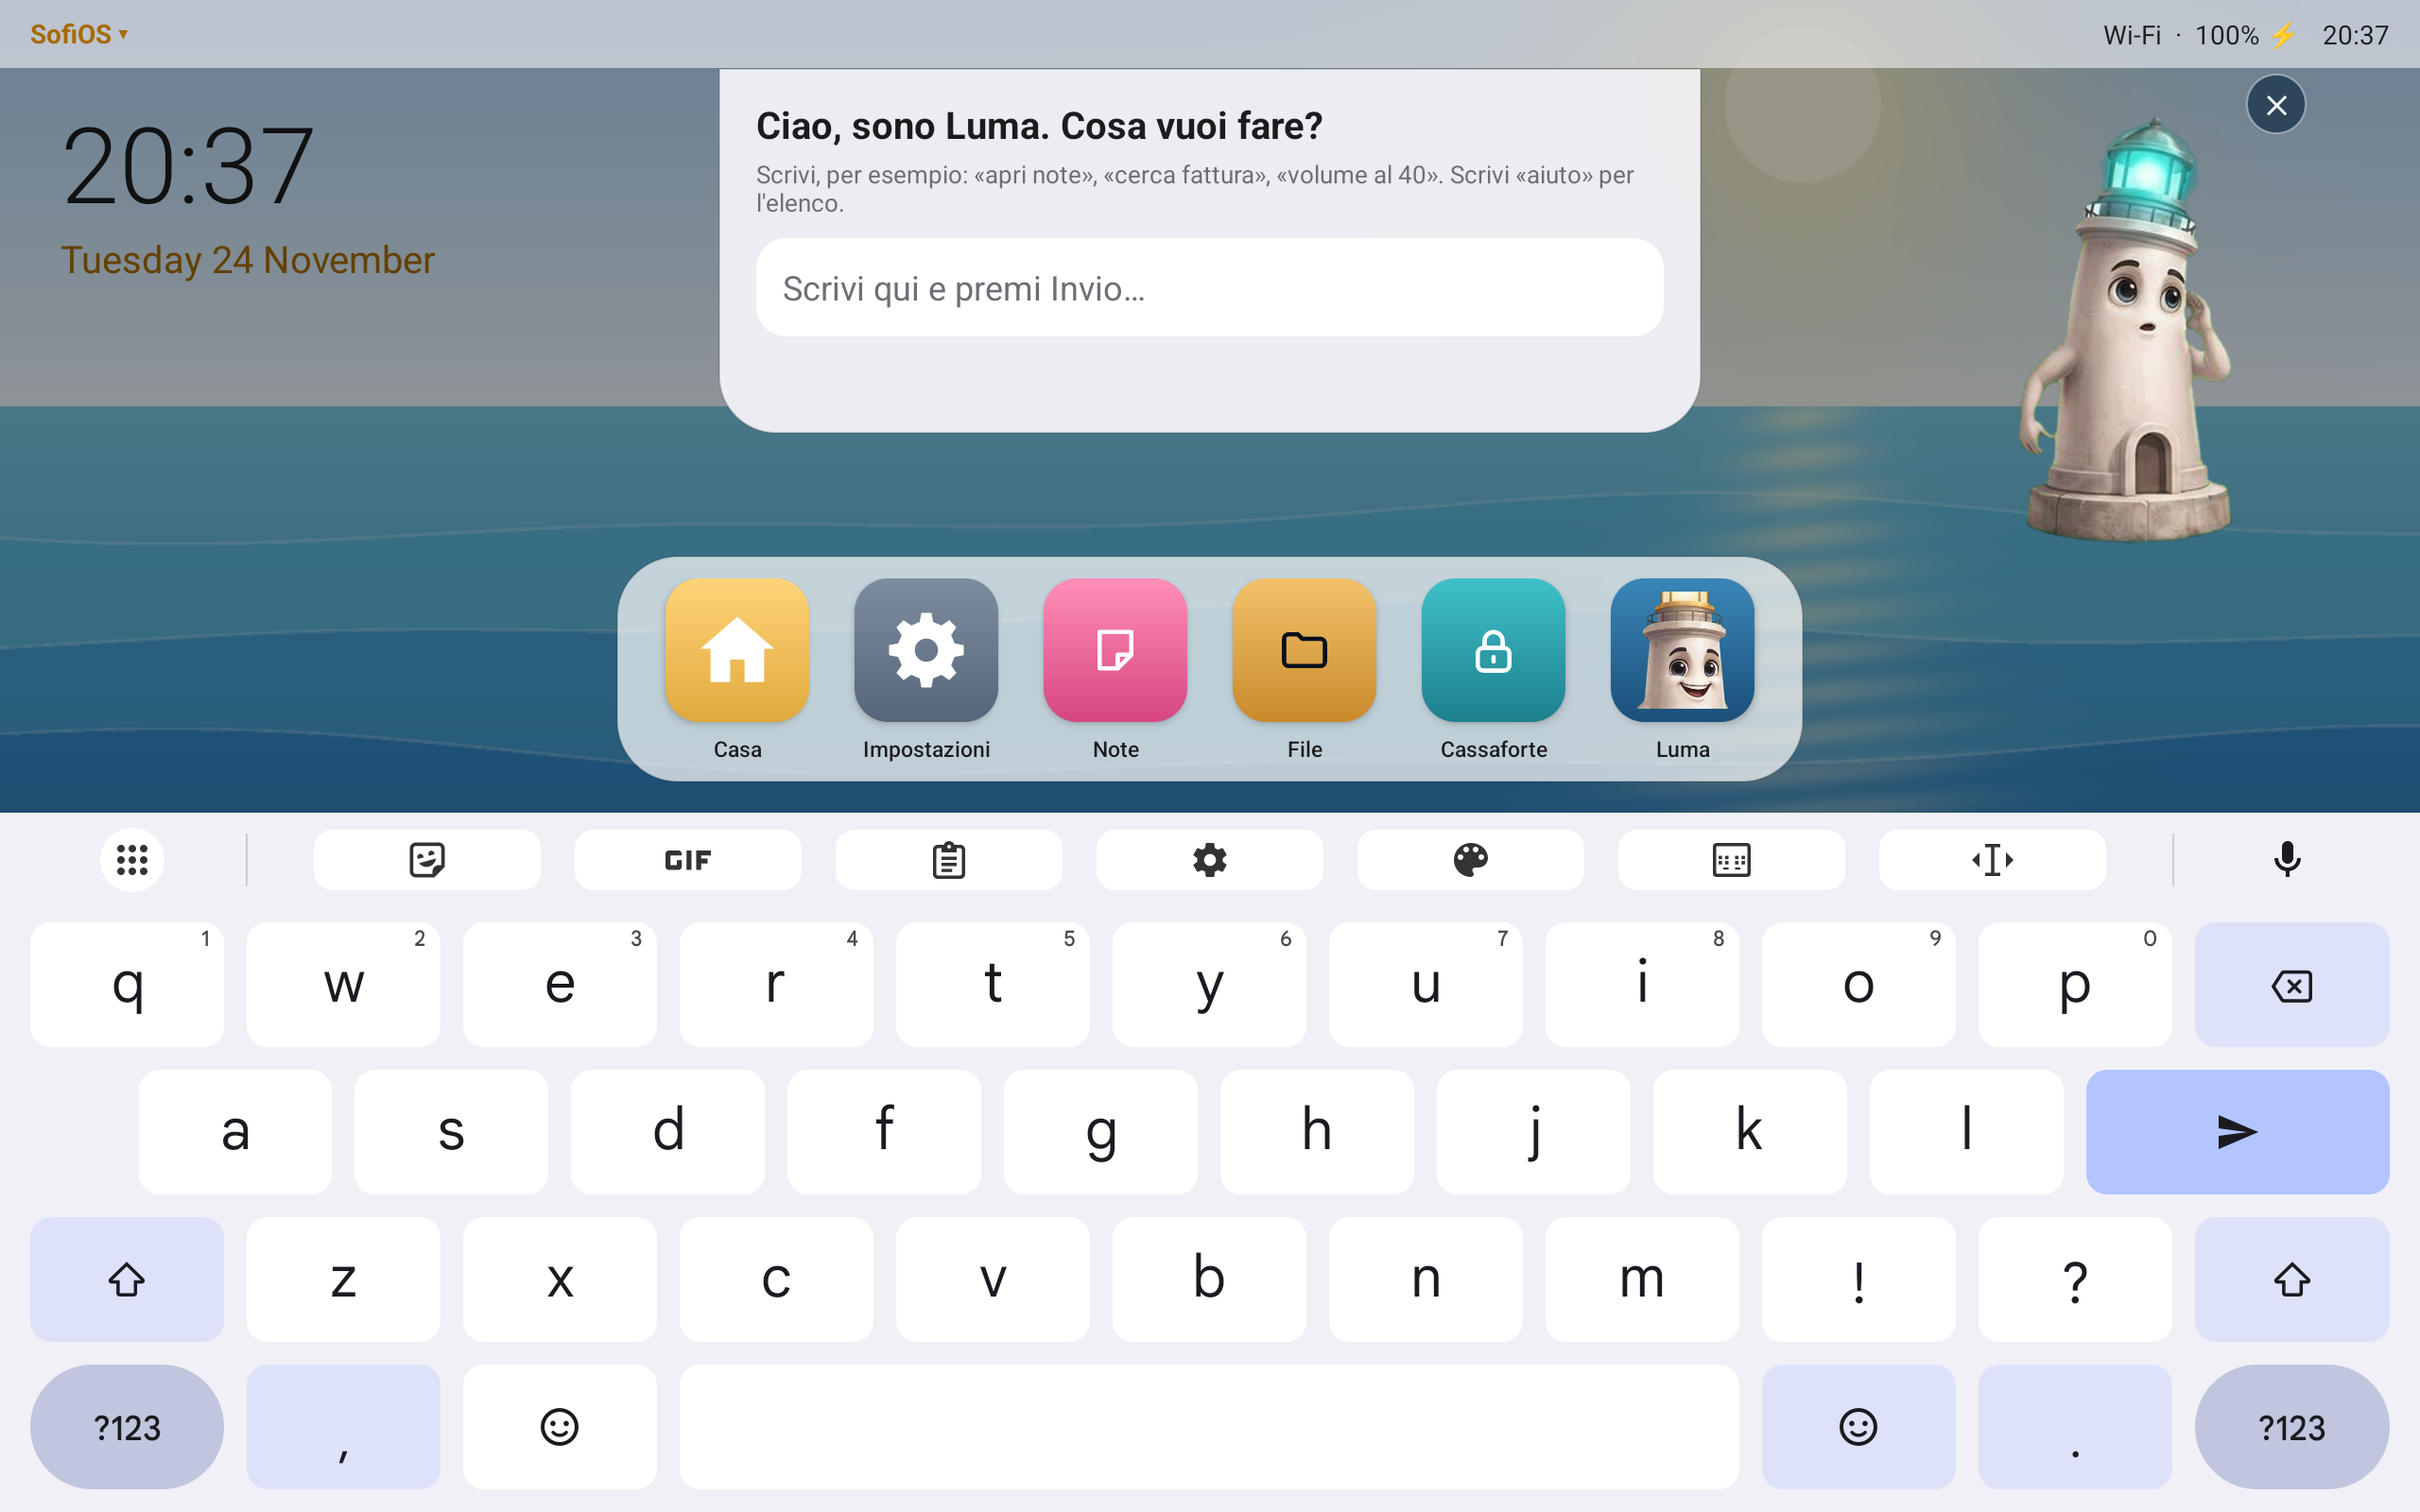 SofiOS ▾
Wi-Fi · 100% ⚡ 20:37
20:37
Tuesday 24 November
Ciao, sono Luma. Cosa vuoi fare?
Scrivi, per esempio: «apri note», «cerca fattura», «volume al 40». Scrivi «aiuto» per
l'elenco.
Scrivi qui e premi Invio...
Casa Impostazioni Note File Cassaforte Luma
GIF
1 2 3 4 5 6 7 8 9 0
q w e r t y u i o p
a s d f g h j k l
z x c v b n m ! ?
?123 , . ?123